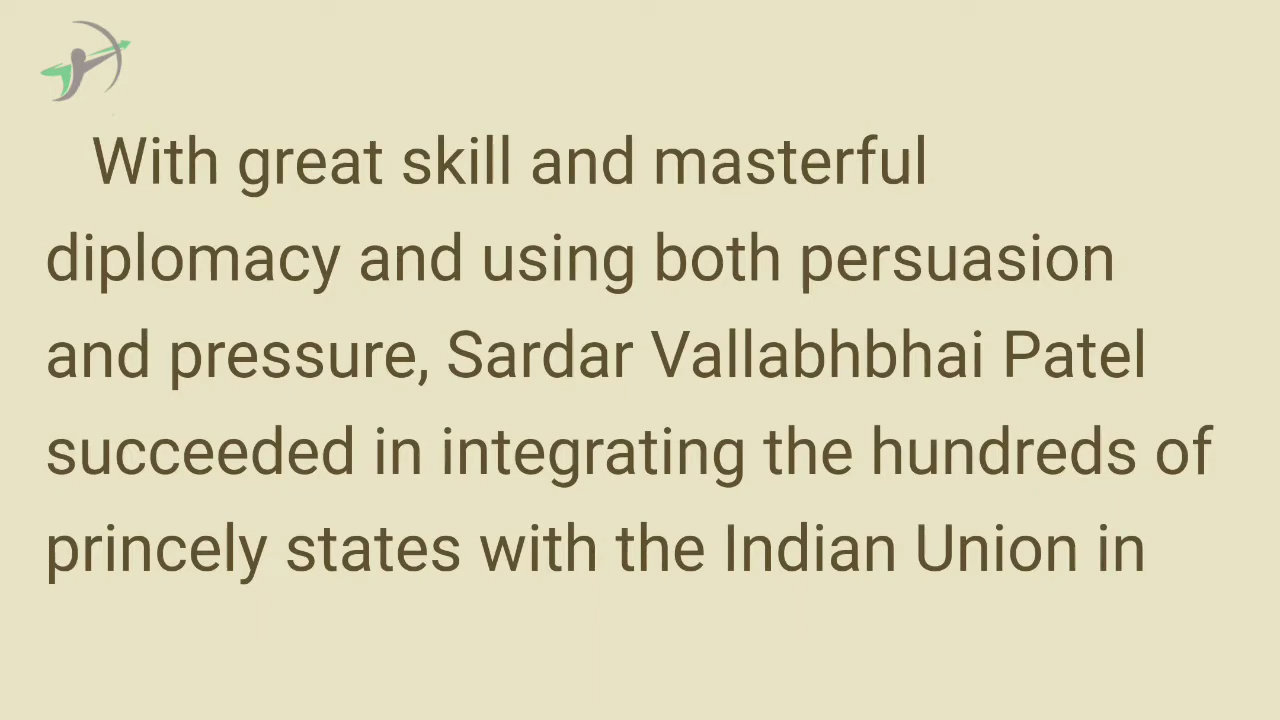 With great skill and masterful
diplomacy and using both persuasion
and pressure, Sardar Vallabhbhai Patel
succeeded in integrating the hundreds of
princely states with the Indian Union in